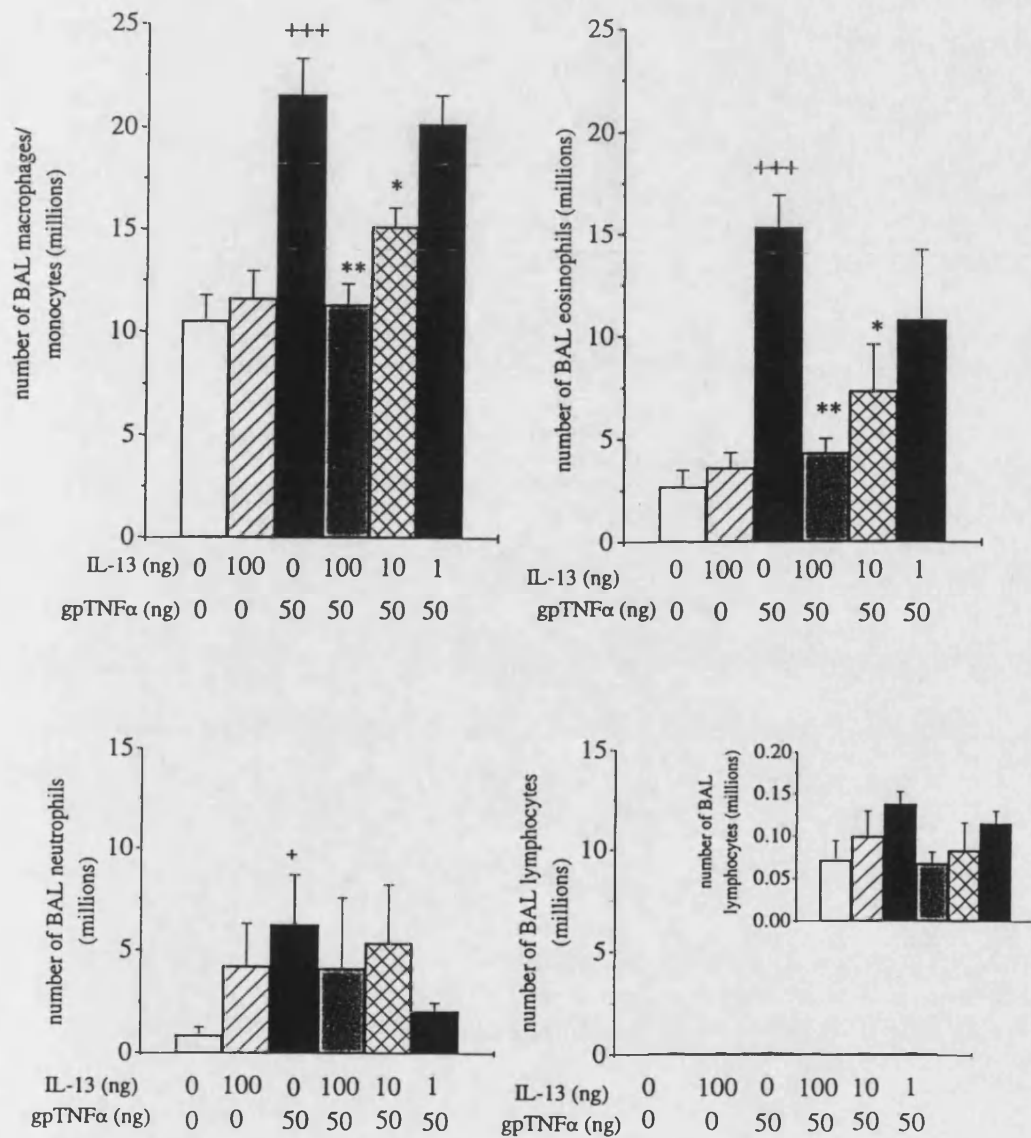 number of BAL macrophages/
monocytes (millions)
25
20
15
10
5
0
+++
**
*
IL-13 (ng) 0 100 0 100 10 1
gpTNFα (ng) 0 0 50 50 50 50
number of BAL eosinophils (millions)
25
20
15
10
5
0
+++
**
*
IL-13 (ng) 0 100 0 100 10 1
gpTNFα (ng) 0 0 50 50 50 50
number of BAL neutrophils
(millions)
15
10
5
0
+
IL-13 (ng) 0 100 0 100 10 1
gpTNFα (ng) 0 0 50 50 50 50
number of BAL lymphocytes
(millions)
15
10
5
0
number of BAL
lymphocytes (millions)
0.20
0.15
0.10
0.05
0.00
IL-13 (ng) 0 100 0 100 10 1
gpTNFα (ng) 0 0 50 50 50 50